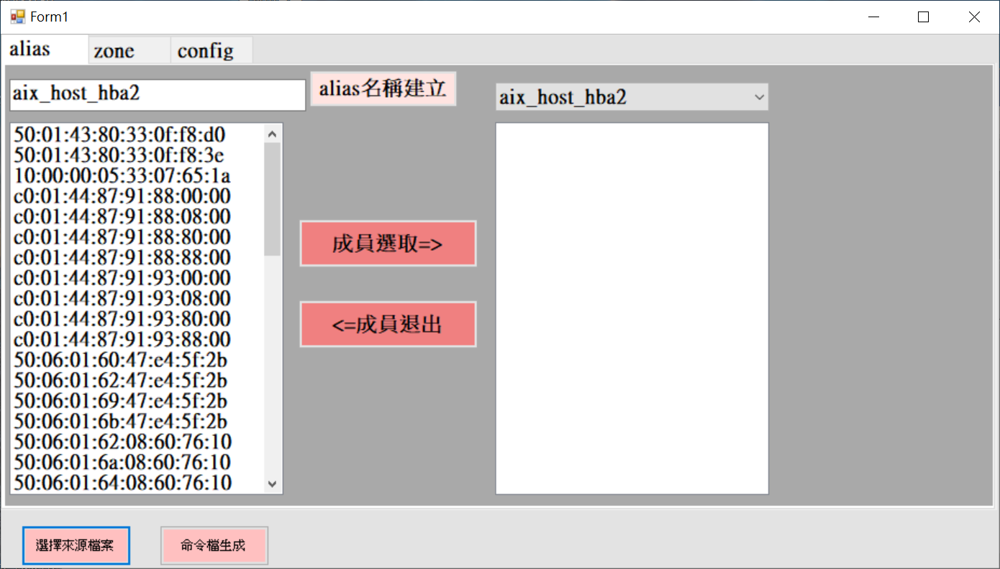 Form1
alias
zone
config
aix_host_hba2
alias名稱建立
aix_host_hba2
50:01:43:80:33:0f:f8:d0
50:01:43:80:33:0f:f8:3e
10:00:00:05:33:07:65:1a
c0:01:44:87:91:88:00:00
c0:01:44:87:91:88:08:00
c0:01:44:87:91:88:80:00
c0:01:44:87:91:88:88:00
c0:01:44:87:91:93:00:00
c0:01:44:87:91:93:08:00
c0:01:44:87:91:93:80:00
c0:01:44:87:91:93:88:00
50:06:01:60:47:e4:5f:2b
50:06:01:62:47:e4:5f:2b
50:06:01:69:47:e4:5f:2b
50:06:01:6b:47:e4:5f:2b
50:06:01:62:08:60:76:10
50:06:01:6a:08:60:76:10
50:06:01:64:08:60:76:10
成員選取=>
<=成員退出
選擇來源檔案
命令檔生成